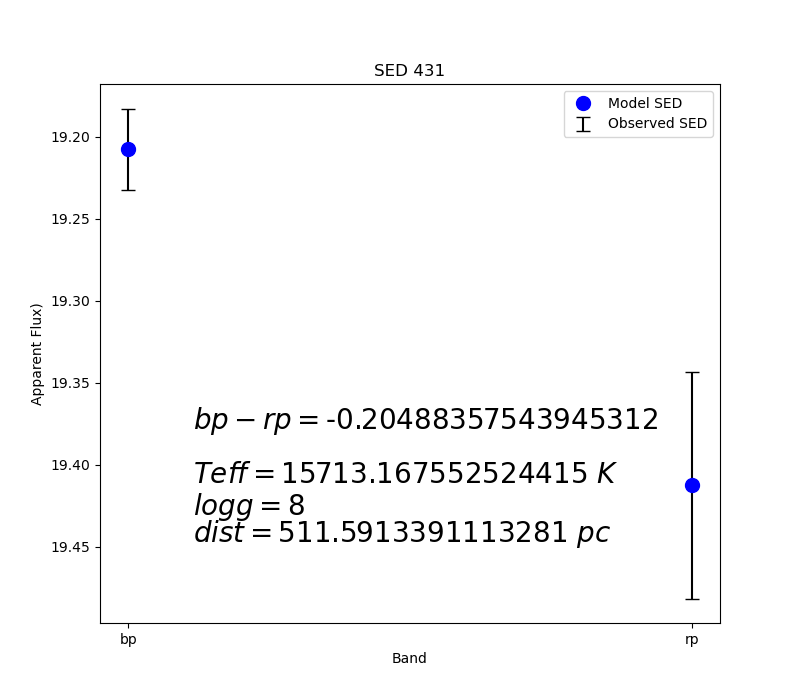 SED 431
Model SED
Observed SED
19.20
19.25
19.30
19.35
19.40
19.45
Apparent Flux)
bp − rp = -0.20488357543945312
Teff = 15713.167552524415 K
logg = 8
dist = 511.5913391113281 pc
bp
rp
Band